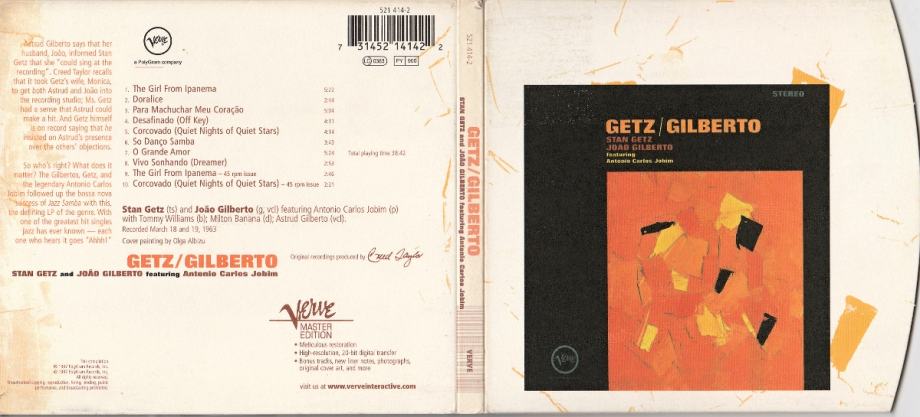 Astrud Gilberto says that her
husband, João, informed Stan
Getz that she "could sing at the
recording". Creed Taylor recalls
that it took Getz's wife, Monica,
to get both Astrud and João into
the recording studio; Ms. Getz
had a sense that Astrud could
make a hit. And Getz himself
is on record saying that he
insisted on Astrud's presence
over the others' objections.
So who's right? What does it
matter? The Gilbertos, Getz, and
the legendary Antonio Carlos
Jobim followed up the bossa nova
success of Jazz Samba with this,
the defining LP of the genre. With
one of the greatest hit singles
jazz has ever known — each
one who hears it goes "Ahhh!"
Verve
a PolyGram company
521 414-2
7 31452 14142 2
LC 0383
PY 900
1. The Girl From Ipanema 5:22
2. Doralice 2:44
3. Para Machuchar Meu Coração 5:04
4. Desafinado (Off Key) 4:11
5. Corcovado (Quiet Nights of Quiet Stars) 4:14
6. So Danço Samba 3:43
7. O Grande Amor 5:24
8. Vivo Sonhando (Dreamer) 2:52
9. The Girl From Ipanema – 45 rpm issue 2:46
10. Corcovado (Quiet Nights of Quiet Stars) – 45 rpm issue 2:21
Total playing time 38:42
Stan Getz (ts) and João Gilberto (g, vcl) featuring Antonio Carlos Jobim (p)
with Tommy Williams (b); Milton Banana (d); Astrud Gilberto (vcl).
Recorded March 18 and 19, 1963
Cover painting by Olga Albizu
GETZ/GILBERTO
STAN GETZ and JOÃO GILBERTO featuring Antonio Carlos Jobim
Original recordings produced by Creed Taylor
Verve
MASTER
EDITION
• Meticulous restoration
• High-resolution, 20-bit digital transfer
• Bonus tracks, new liner notes, photographs,
original cover art, and more
visit us at www.verveinteractive.com
All rights reserved.
521 414-2
GETZ/GILBERTO
STAN GETZ and JOÃO GILBERTO featuring Antonio Carlos Jobim
VERVE
STEREO
GETZ/GILBERTO
STAN GETZ
JOAO GILBERTO
featuring
Antonio Carlos Jobim
Verve